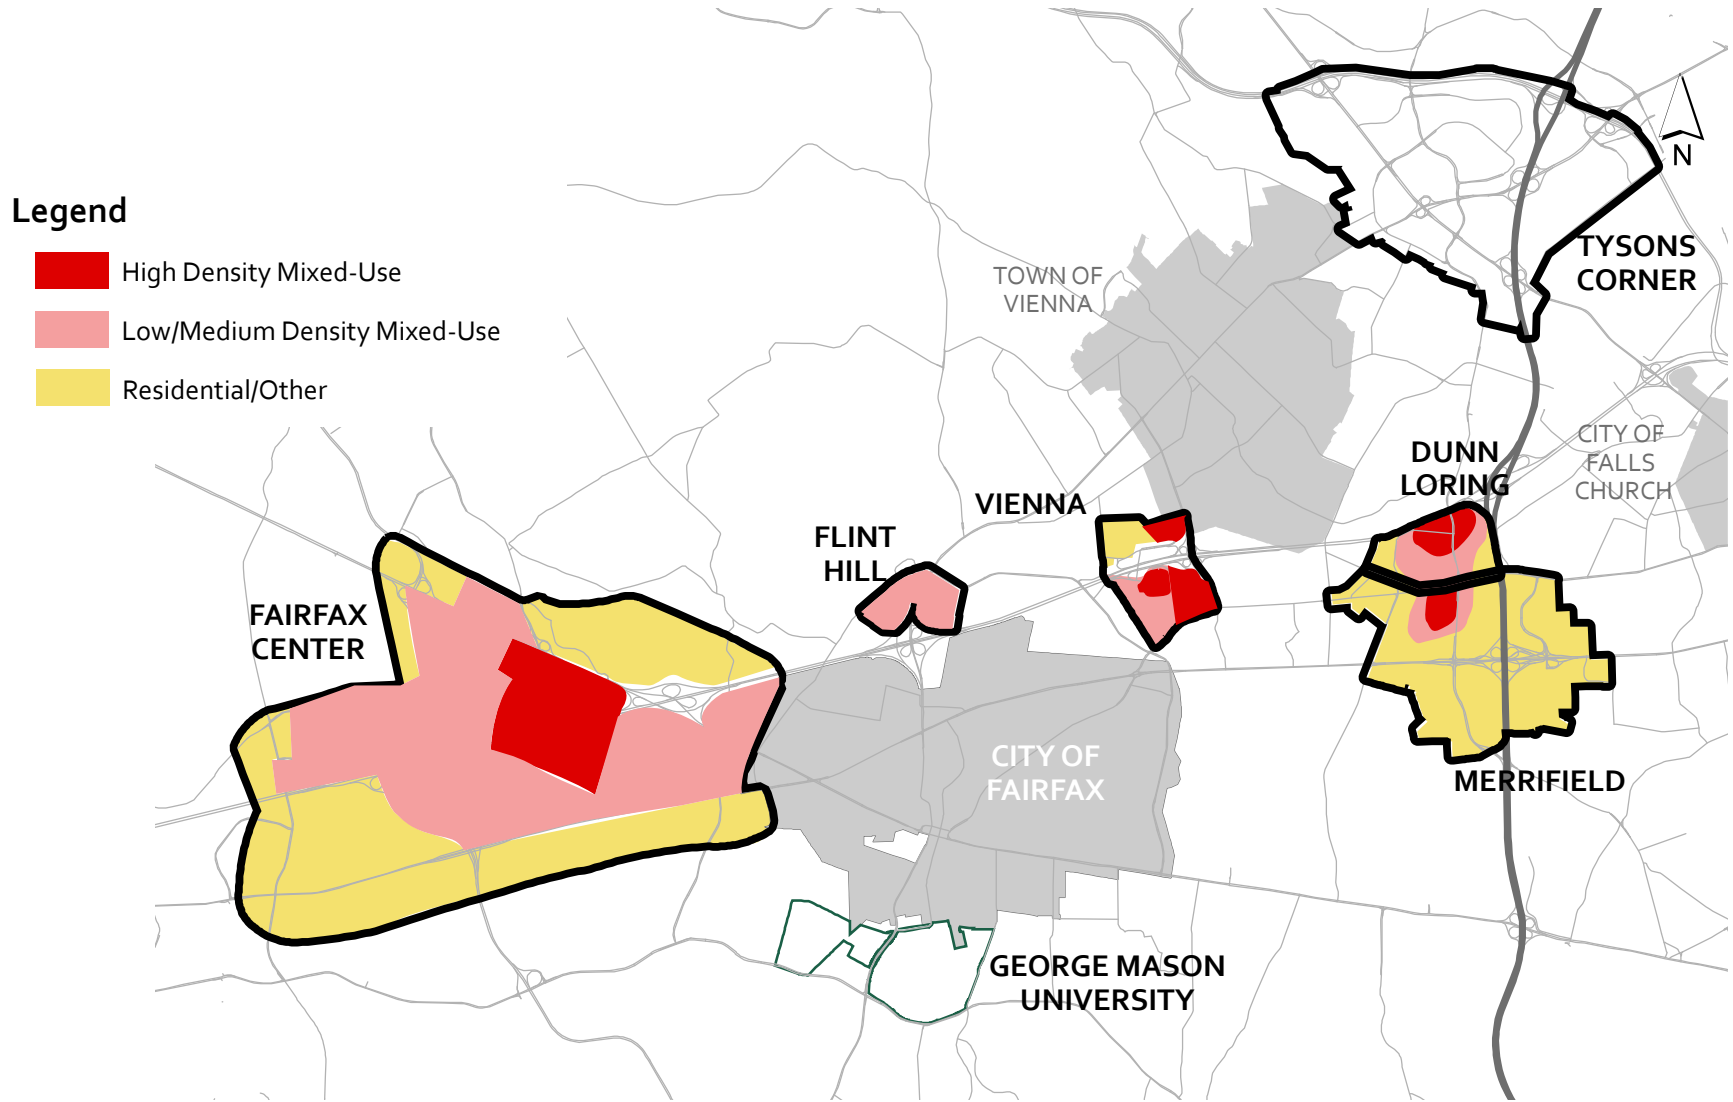 Legend
High Density Mixed-Use
Low/Medium Density Mixed-Use
Residential/Other
N
TYSONS
CORNER
TOWN OF
VIENNA
CITY OF
FALLS
CHURCH
DUNN
LORING
VIENNA
FLINT
HILL
FAIRFAX
CENTER
CITY OF
FAIRFAX
MERRIFIELD
GEORGE MASON
UNIVERSITY